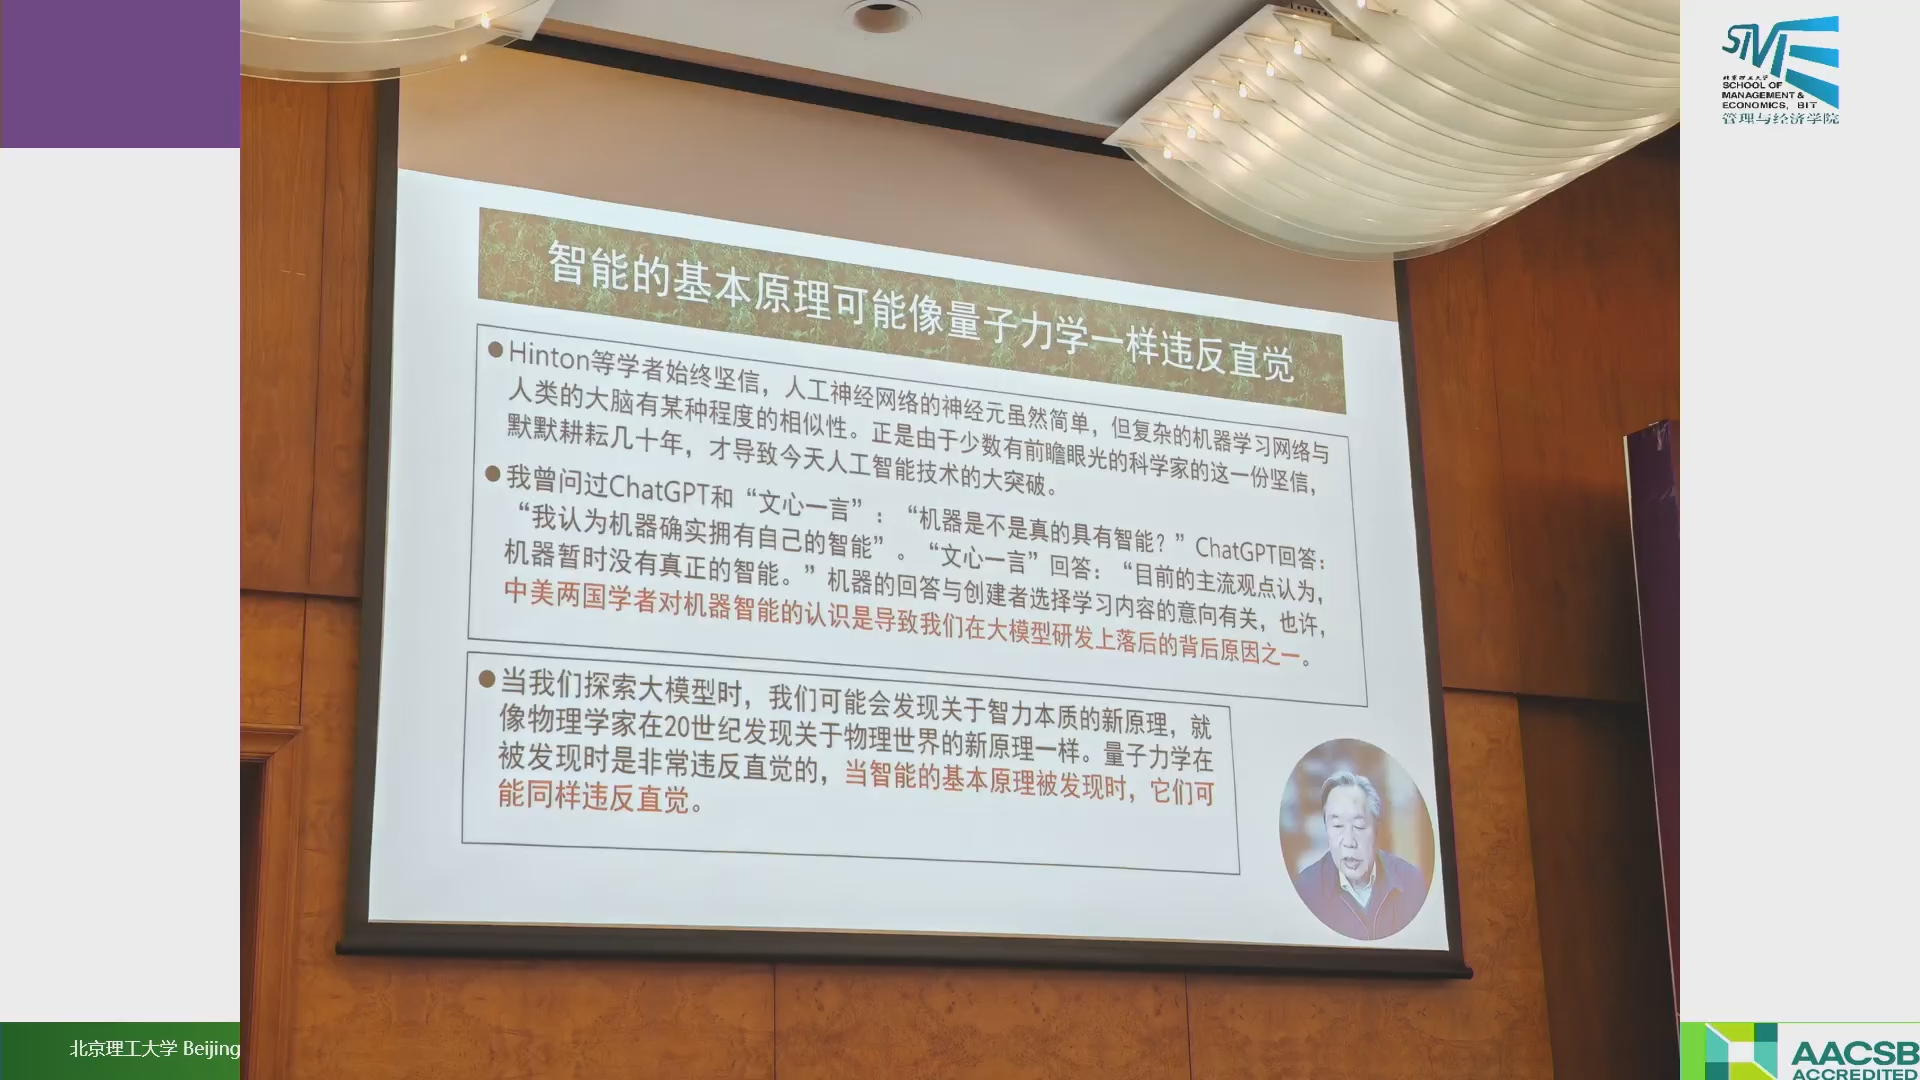 SME
北京理工大学
SCHOOL OF
MANAGEMENT &
ECONOMICS, BIT
管理与经济学院
智能的基本原理可能像量子力学一样违反直觉
●Hinton等学者始终坚信，人工神经网络的神经元虽然简单，但复杂的机器学习网络与
人类的大脑有某种程度的相似性。正是由于少数有前瞻眼光的科学家的这一份坚信，
默默耕耘几十年，才导致今天人工智能技术的大突破。
●我曾问过ChatGPT和“文心一言”：“机器是不是真的具有智能？”ChatGPT回答：
“我认为机器确实拥有自己的智能”。“文心一言”回答：“目前的主流观点认为，
机器暂时没有真正的智能。”机器的回答与创建者选择学习内容的意向有关，也许，
中美两国学者对机器智能的认识是导致我们在大模型研发上落后的背后原因之一。
●当我们探索大模型时，我们可能会发现关于智力本质的新原理，就
像物理学家在20世纪发现关于物理世界的新原理一样。量子力学在
被发现时是非常违反直觉的，当智能的基本原理被发现时，它们可
能同样违反直觉。
北京理工大学 Beijing
AACSB
ACCREDITED